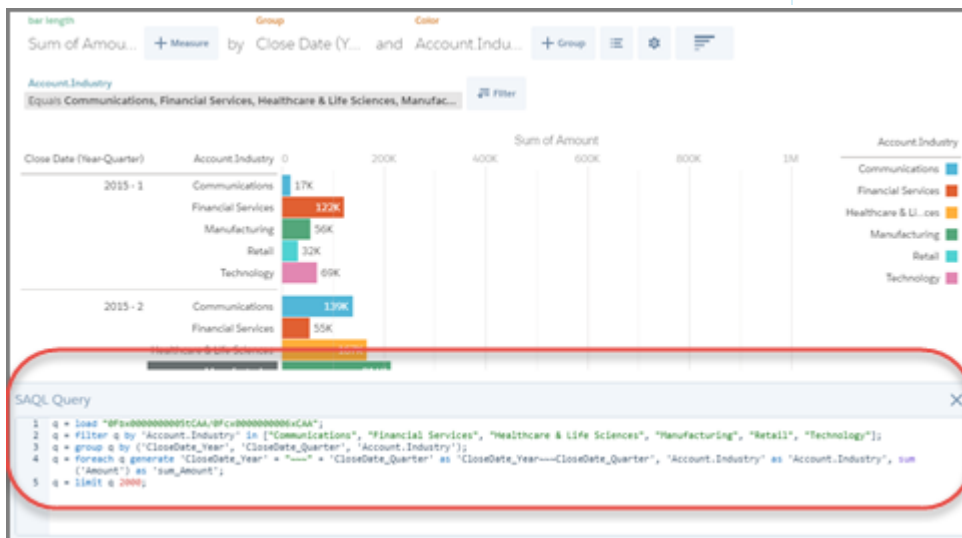 bar length Group Color
Sum of Amou... + Measure by Close Date (Y... and Account.Indu... + Group
Account.Industry
Equals Communications, Financial Services, Healthcare & Life Sciences, Manufac... Filter
Sum of Amount Account.Industry
Close Date (Year-Quarter) Account.Industry 0 200K 400K 600K 800K 1M
Communications
2015 - 1 Communications 17K
Financial Services
Financial Services 122K
Healthcare & Li...ces
Manufacturing 56K
Manufacturing
Retail 32K
Retail
Technology 69K
Technology
2015 - 2 Communications 139K
Financial Services 55K
Healthcare & Life Sciences 167K
SAQL Query
1 q = load
2 q = filter q by 'Account.Industry' in ["Communications", "Financial Services", "Healthcare & Life Sciences", "Manufacturing", "Retail", "Technology"];
3 q = group q by ('CloseDate_Year', 'CloseDate_Quarter', 'Account.Industry');
4 q = foreach q generate 'CloseDate_Year' + "~~~" + 'CloseDate_Quarter' as 'CloseDate_Year~~~CloseDate_Quarter', 'Account.Industry' as 'Account.Industry', sum
('Amount') as 'sum_Amount';
5 q = limit q 2000;